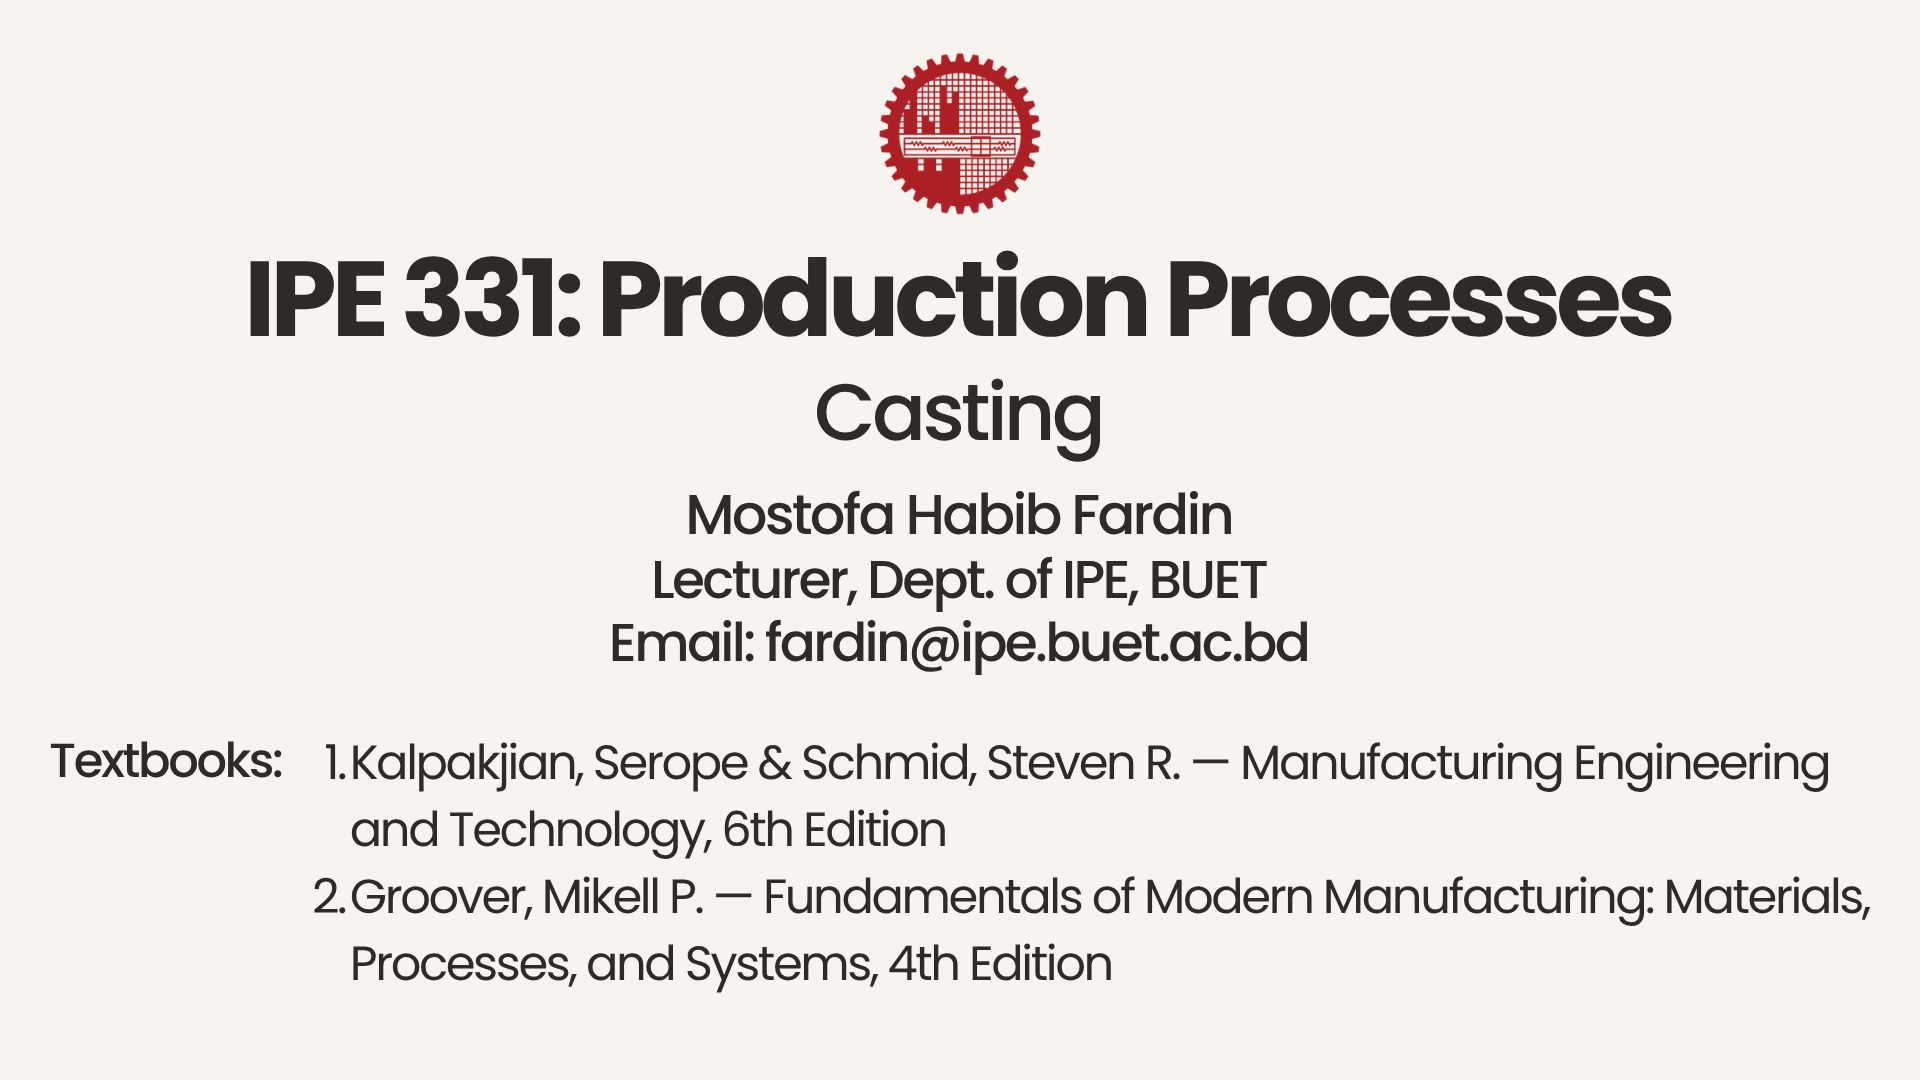 IPE 331: Production Processes
Casting
Mostofa Habib Fardin
Lecturer, Dept. of IPE, BUET
Email: fardin@ipe.buet.ac.bd
Textbooks: 1. Kalpakjian, Serope & Schmid, Steven R. — Manufacturing Engineering
and Technology, 6th Edition
2. Groover, Mikell P. — Fundamentals of Modern Manufacturing: Materials,
Processes, and Systems, 4th Edition